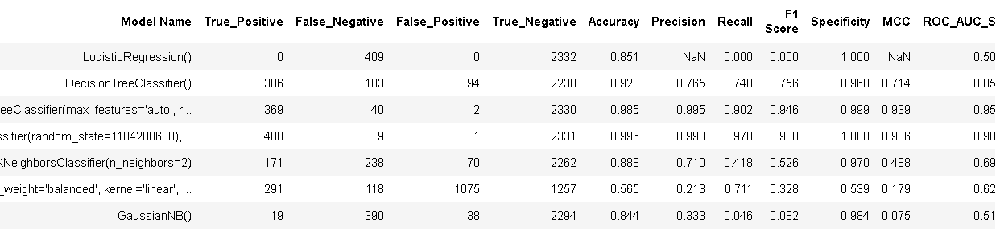 Model Name True_Positive False_Negative False_Positive True_Negative Accuracy Precision Recall F1 Score Specificity MCC ROC_AUC_S
LogisticRegression() 0 409 0 2332 0.851 NaN 0.000 0.000 1.000 NaN 0.50
DecisionTreeClassifier() 306 103 94 2238 0.928 0.765 0.748 0.756 0.960 0.714 0.85
eeClassifier(max_features='auto', r... 369 40 2 2330 0.985 0.995 0.902 0.946 0.999 0.939 0.95
ssifier(random_state=1104200630),... 400 9 1 2331 0.996 0.998 0.978 0.988 1.000 0.986 0.98
KNeighborsClassifier(n_neighbors=2) 171 238 70 2262 0.888 0.710 0.418 0.526 0.970 0.488 0.69
_weight='balanced', kernel='linear', ... 291 118 1075 1257 0.565 0.213 0.711 0.328 0.539 0.179 0.62
GaussianNB() 19 390 38 2294 0.844 0.333 0.046 0.082 0.984 0.075 0.51